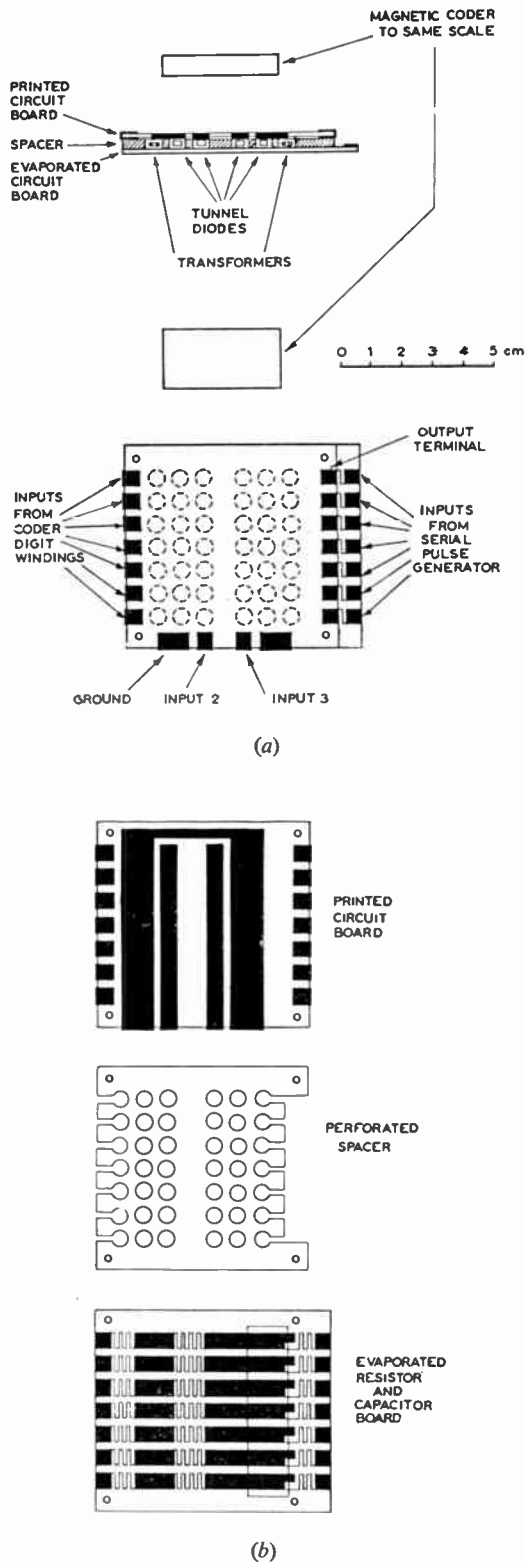 MAGNETIC CODER
TO SAME SCALE
PRINTED
CIRCUIT
BOARD
SPACER
EVAPORATED
CIRCUIT
BOARD
TUNNEL
DIODES
TRANSFORMERS
0 1 2 3 4 5 cm
OUTPUT
TERMINAL
INPUTS
FROM
CODER
DIGIT
WINDINGS
INPUTS
FROM
SERIAL
PULSE
GENERATOR
GROUND INPUT 2 INPUT 3
(a)
PRINTED
CIRCUIT
BOARD
PERFORATED
SPACER
EVAPORATED
RESISTOR
AND
CAPACITOR
BOARD
(b)